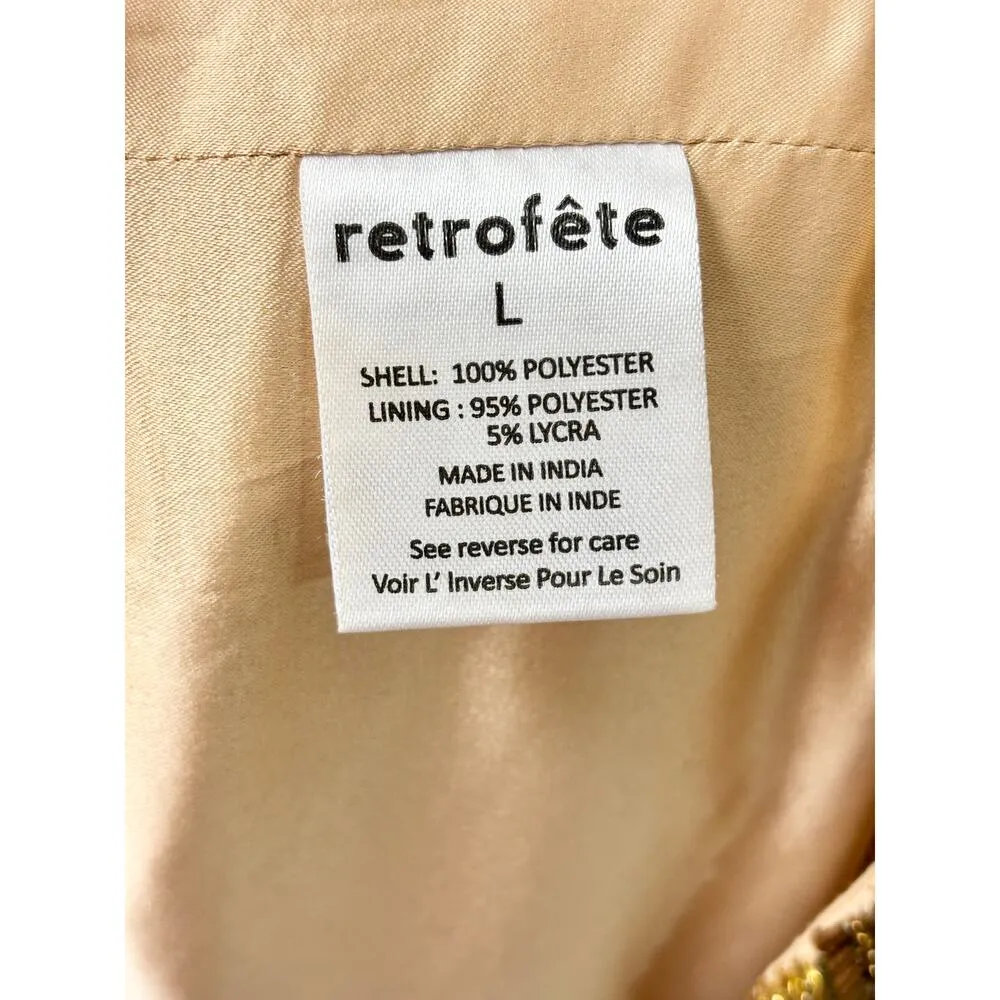 retrofête
L
SHELL: 100% POLYESTER
LINING : 95% POLYESTER
5% LYCRA
MADE IN INDIA
FABRIQUE IN INDE
See reverse for care
Voir L' Inverse Pour Le Soin